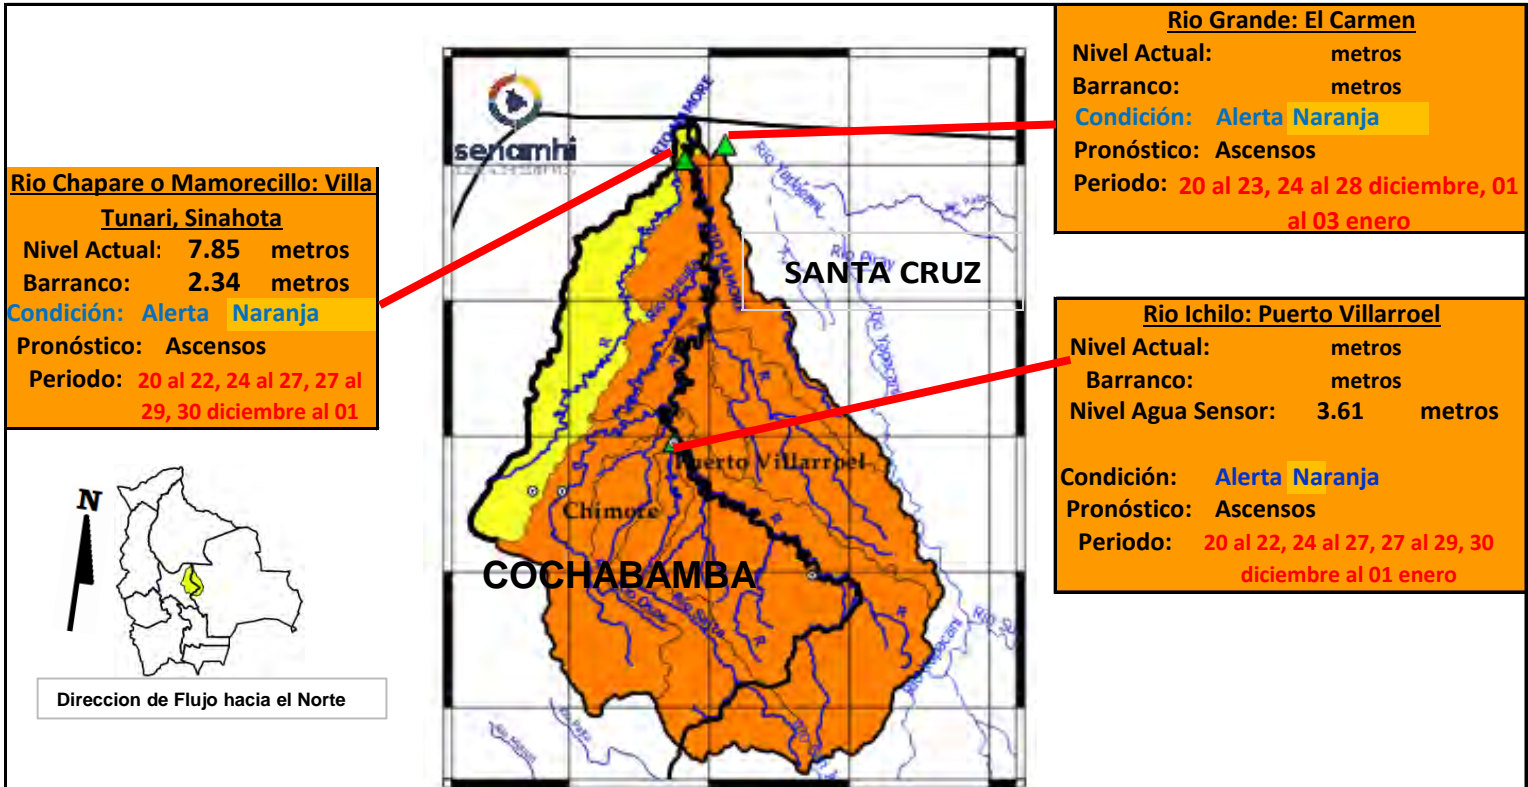 Rio Grande: El Carmen
Nivel Actual: metros
Barranco: metros
Condición: Alerta Naranja
Pronóstico: Ascensos
Periodo: 20 al 23, 24 al 28 diciembre, 01
al 03 enero
Rio Chapare o Mamorecillo: Villa
Tunari, Sinahota
Nivel Actual: 7.85 metros
Barranco: 2.34 metros
Condición: Alerta Naranja
Pronóstico: Ascensos
Periodo: 20 al 22, 24 al 27, 27 al
29, 30 diciembre al 01
Rio Ichilo: Puerto Villarroel
Nivel Actual: metros
Barranco: metros
Nivel Agua Sensor: 3.61 metros
Condición: Alerta Naranja
Pronóstico: Ascensos
Periodo: 20 al 22, 24 al 27, 27 al 29, 30
diciembre al 01 enero
senamhi
SANTA CRUZ
Puerto Villarroel
Chimore
COCHABAMBA
N
Direccion de Flujo hacia el Norte